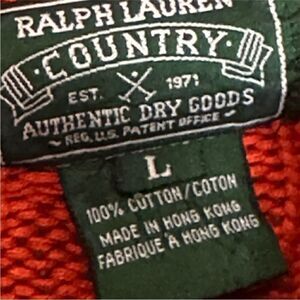 RALPH LAUREN
COUNTRY
EST. 1971
AUTHENTIC DRY GOODS
~ REG. U.S. PATENT OFFICE ~
L
100% COTTON/COTON
MADE IN HONG KONG
FABRIQUE A HONG KONG